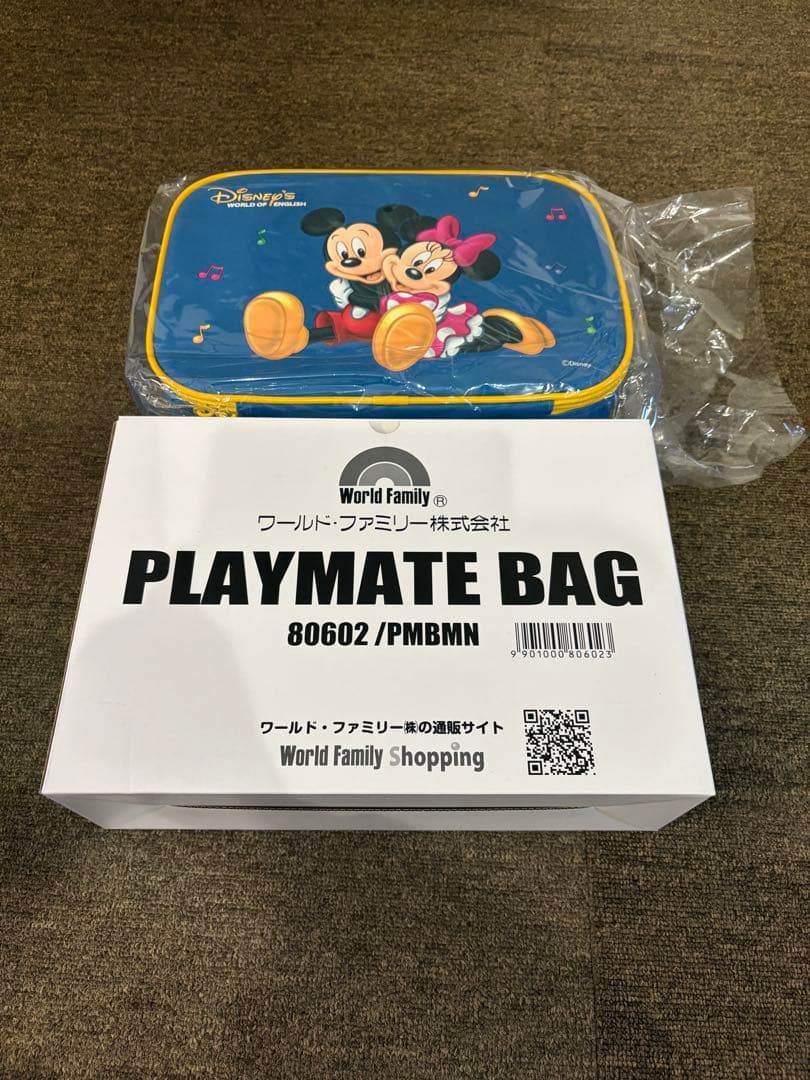 Disney's
WORLD OF ENGLISH
©Disney
World Family ®
ワールド・ファミリー株式会社
PLAYMATE BAG
80602 /PMBMN
9 901000 806023
ワールド・ファミリー㈱の通販サイト
World Family Shopping